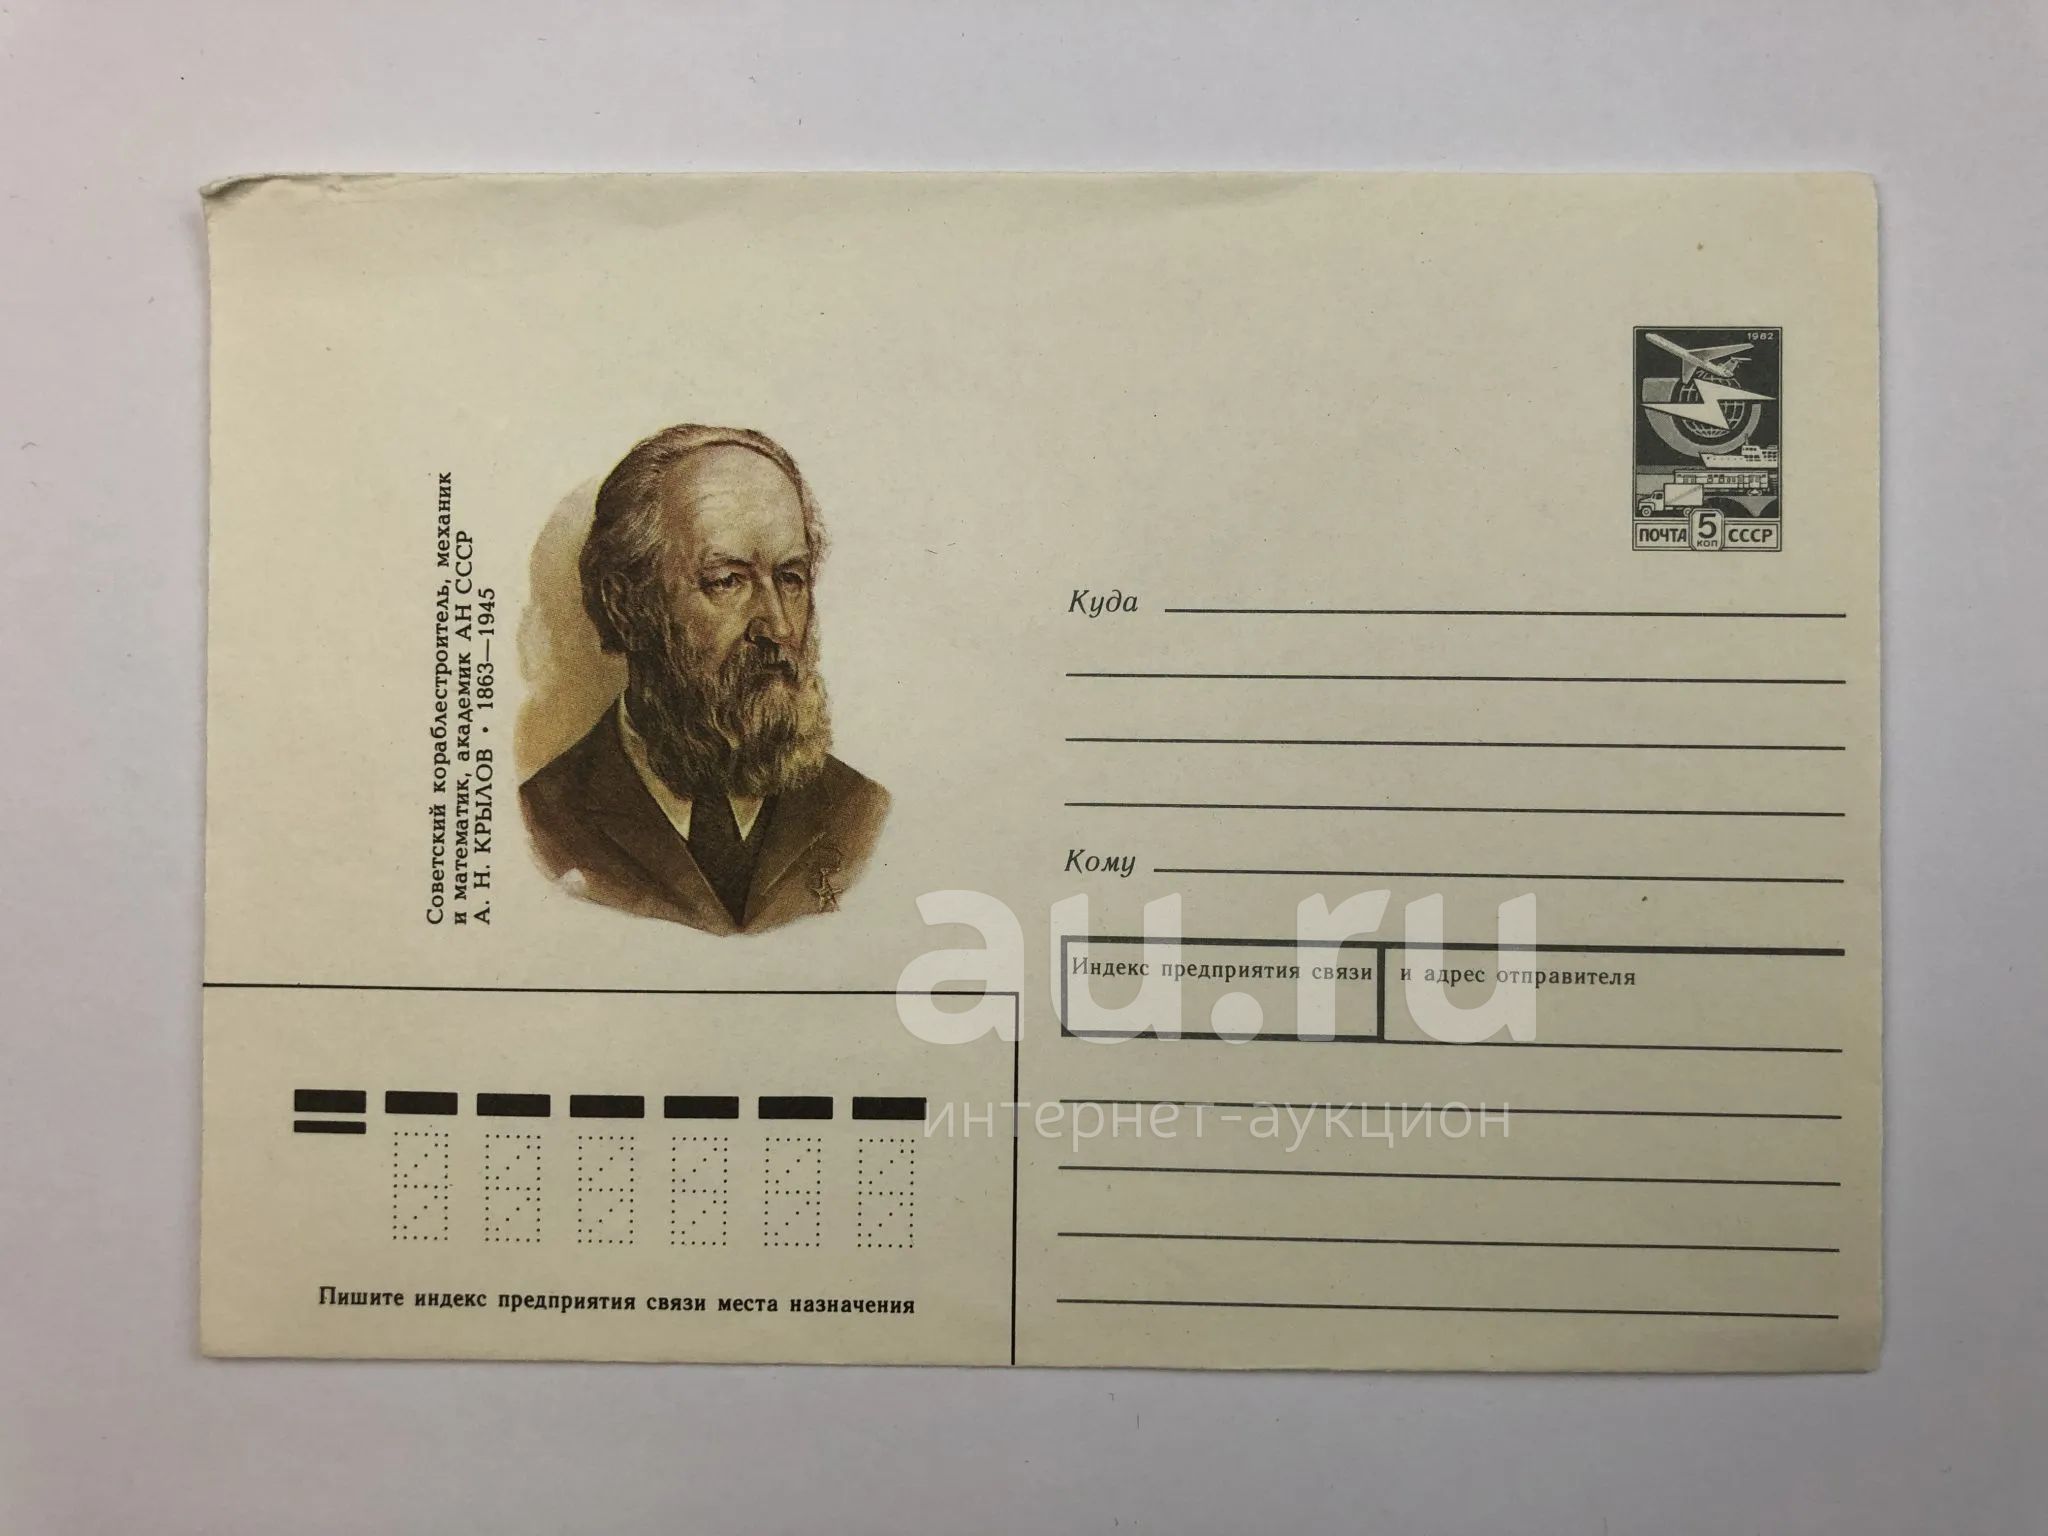 Советский кораблестроитель, механик
и математик, академик АН СССР
А. Н. КРЫЛОВ · 1863—1945
1982
ПОЧТА 5 КОП СССР
Куда
Кому
Индекс предприятия связи и адрес отправителя
Пишите индекс предприятия связи места назначения
au.ru
интернет-аукцион